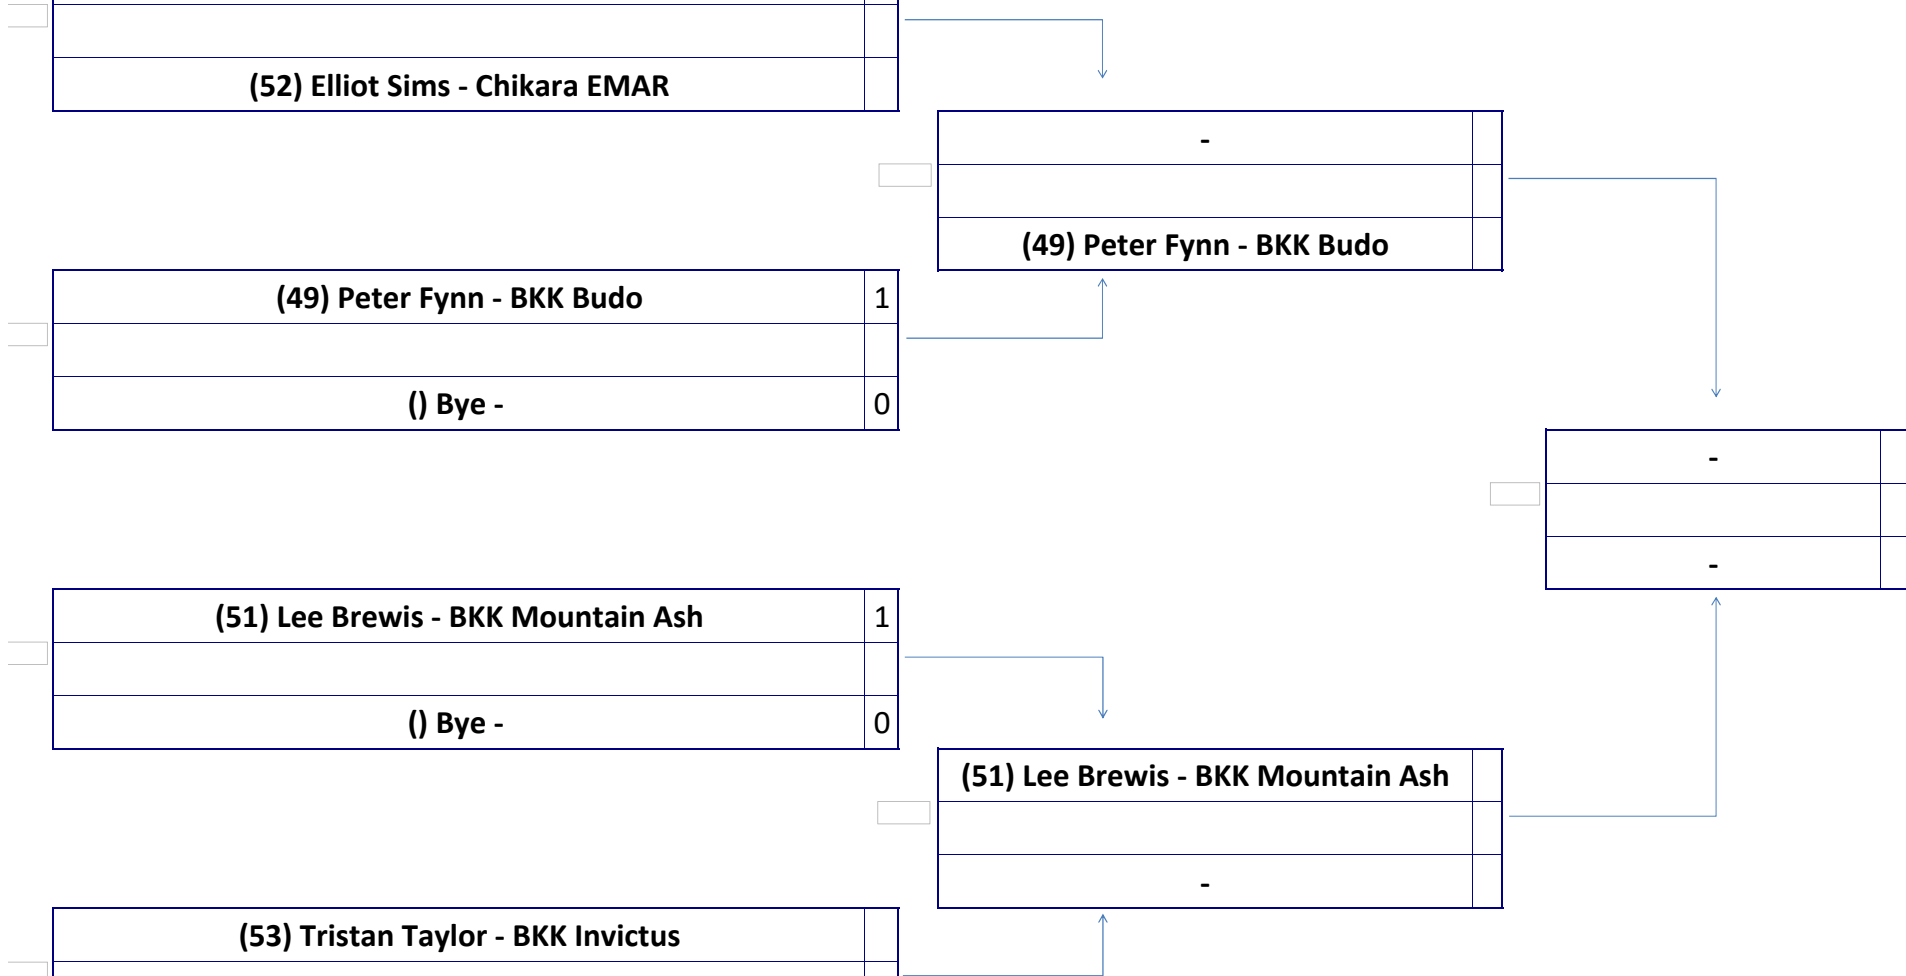 (52) Elliot Sims - Chikara EMAR
-
(49) Peter Fynn - BKK Budo
(49) Peter Fynn - BKK Budo 1
() Bye - 0
-
-
(51) Lee Brewis - BKK Mountain Ash 1
() Bye - 0
(51) Lee Brewis - BKK Mountain Ash
-
(53) Tristan Taylor - BKK Invictus